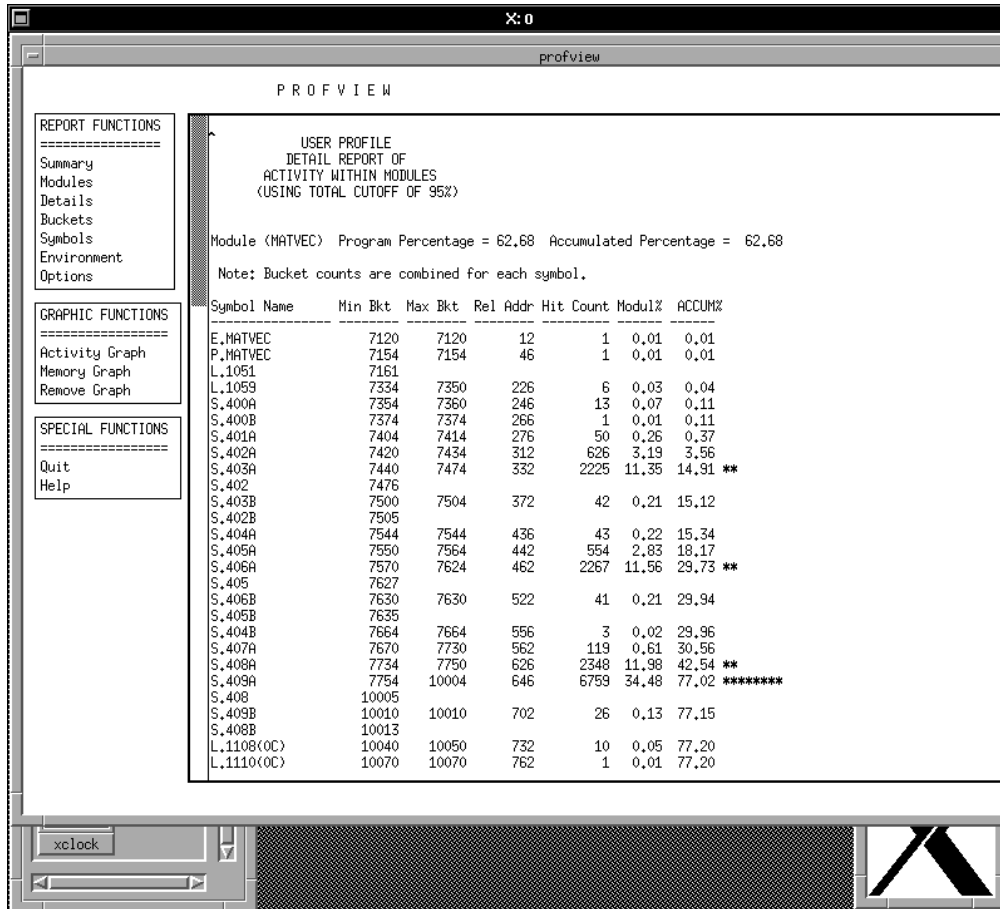 X:0
profview
P R O F V I E W
REPORT FUNCTIONS
================
Summary
Modules
Details
Buckets
Symbols
Environment
Options
GRAPHIC FUNCTIONS
=================
Activity Graph
Memory Graph
Remove Graph
SPECIAL FUNCTIONS
=================
Quit
Help
^
USER PROFILE
DETAIL REPORT OF
ACTIVITY WITHIN MODULES
(USING TOTAL CUTOFF OF 95%)
Module (MATVEC)  Program Percentage = 62.68  Accumulated Percentage =  62.68
Note: Bucket counts are combined for each symbol.
Symbol Name      Min Bkt  Max Bkt  Rel Addr Hit Count Modul%  ACCUM%
---------------- -------- -------- -------- --------- ------  ------
E.MATVEC             7120     7120       12         1   0.01   0.01
P.MATVEC             7154     7154       46         1   0.01   0.01
L.1051               7161
L.1059               7334     7350      226         6   0.03   0.04
S.400A               7354     7360      246        13   0.07   0.11
S.400B               7374     7374      266         1   0.01   0.11
S.401A               7404     7414      276        50   0.26   0.37
S.402A               7420     7434      312       626   3.19   3.56
S.403A               7440     7474      332      2225  11.35  14.91 **
S.402                7476
S.403B               7500     7504      372        42   0.21  15.12
S.402B               7505
S.404A               7544     7544      436        43   0.22  15.34
S.405A               7550     7564      442       554   2.83  18.17
S.406A               7570     7624      462      2267  11.56  29.73 **
S.405                7627
S.406B               7630     7630      522        41   0.21  29.94
S.405B               7635
S.404B               7664     7664      556         3   0.02  29.96
S.407A               7670     7730      562       119   0.61  30.56
S.408A               7734     7750      626      2348  11.98  42.54 **
S.409A               7754    10004      646      6759  34.48  77.02 ********
S.408               10005
S.409B              10010    10010      702        26   0.13  77.15
S.408B              10013
L.1108(OC)          10040    10050      732        10   0.05  77.20
L.1110(OC)          10070    10070      762         1   0.01  77.20
xclock